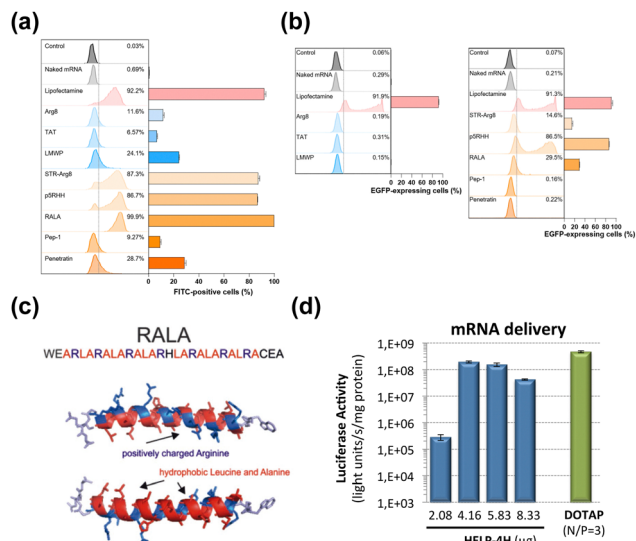 (a)
Control 0.03%
Naked mRNA 0.69%
Lipofectamine 92.2%
Arg8 11.6%
TAT 6.57%
LMWP 24.1%
STR-Arg8 87.3%
p5RHH 86.7%
RALA 99.9%
Pep-1 9.27%
Penetratin 28.7%
0 20 40 60 80 100
FITC-positive cells (%)
(b)
Control 0.06%
Naked mRNA 0.29%
Lipofectamine 91.9%
Arg8 0.19%
TAT 0.31%
LMWP 0.15%
0 20 40 60 80 100
EGFP-expressing cells (%)
Control 0.07%
Naked mRNA 0.21%
Lipofectamine 91.3%
STR-Arg8 14.6%
p5RHH 86.5%
RALA 29.5%
Pep-1 0.16%
Penetratin 0.22%
0 20 40 60 80 100
EGFP-expressing cells (%)
(c)
RALA
WEARLARALARALARHLARALARALRACEA
positively charged Arginine
hydrophobic Leucine and Alanine
(d)
mRNA delivery
Luciferase Activity
(light units/s/mg protein)
1,E+09
1,E+08
1,E+07
1,E+06
1,E+05
1,E+04
1,E+03
2.08 4.16 5.83 8.33 DOTAP
(N/P=3)
HELP-4H (µg)